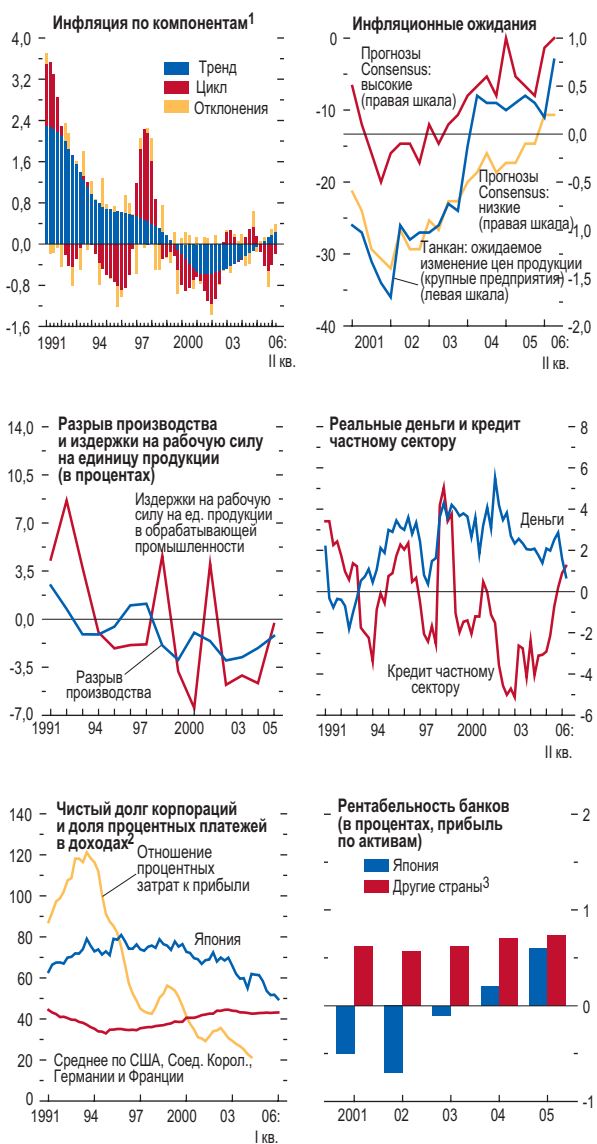 Инфляция по компонентам1
4,0
3,2
2,4
1,6
0,8
0,0
-0,8
-1,6
Тренд
Цикл
Отклонения
1991 94 97 2000 03 06:
II кв.
Инфляционные ожидания
0
-10
-20
-30
-40
1,0
0,5
0,0
-0,5
-1,0
-1,5
-2,0
Прогнозы
Consensus:
высокие
(правая шкала)
Прогнозы
Consensus:
низкие
(правая шкала)
Танкан: ожидаемое
изменение цен продукции
(крупные предприятия)
(левая шкала)
2001 02 03 04 05 06:
II кв.
Разрыв производства
и издержки на рабочую силу
на единицу продукции
(в процентах)
14,0
10,5
7,0
3,5
0,0
-3,5
-7,0
Издержки на рабочую
силу на ед. продукции
в обрабатывающей
промышленности
Разрыв
производства
1991 94 97 2000 03 05
Реальные деньги и кредит
частному сектору
8
6
4
2
0
-2
-4
-6
Деньги
Кредит частному
сектору
1991 94 97 2000 03 06:
II кв.
Чистый долг корпораций
и доля процентных платежей
в доходах2
140
120
100
80
60
40
20
0
Отношение
процентных
затрат к прибыли
Япония
Среднее по США, Соед. Корол.,
Германии и Франции
1991 94 97 2000 03 06:
I кв.
Рентабельность банков
(в процентах, прибыль
по активам)
2
1
0
-1
Япония
Другие страны3
2001 02 03 04 05